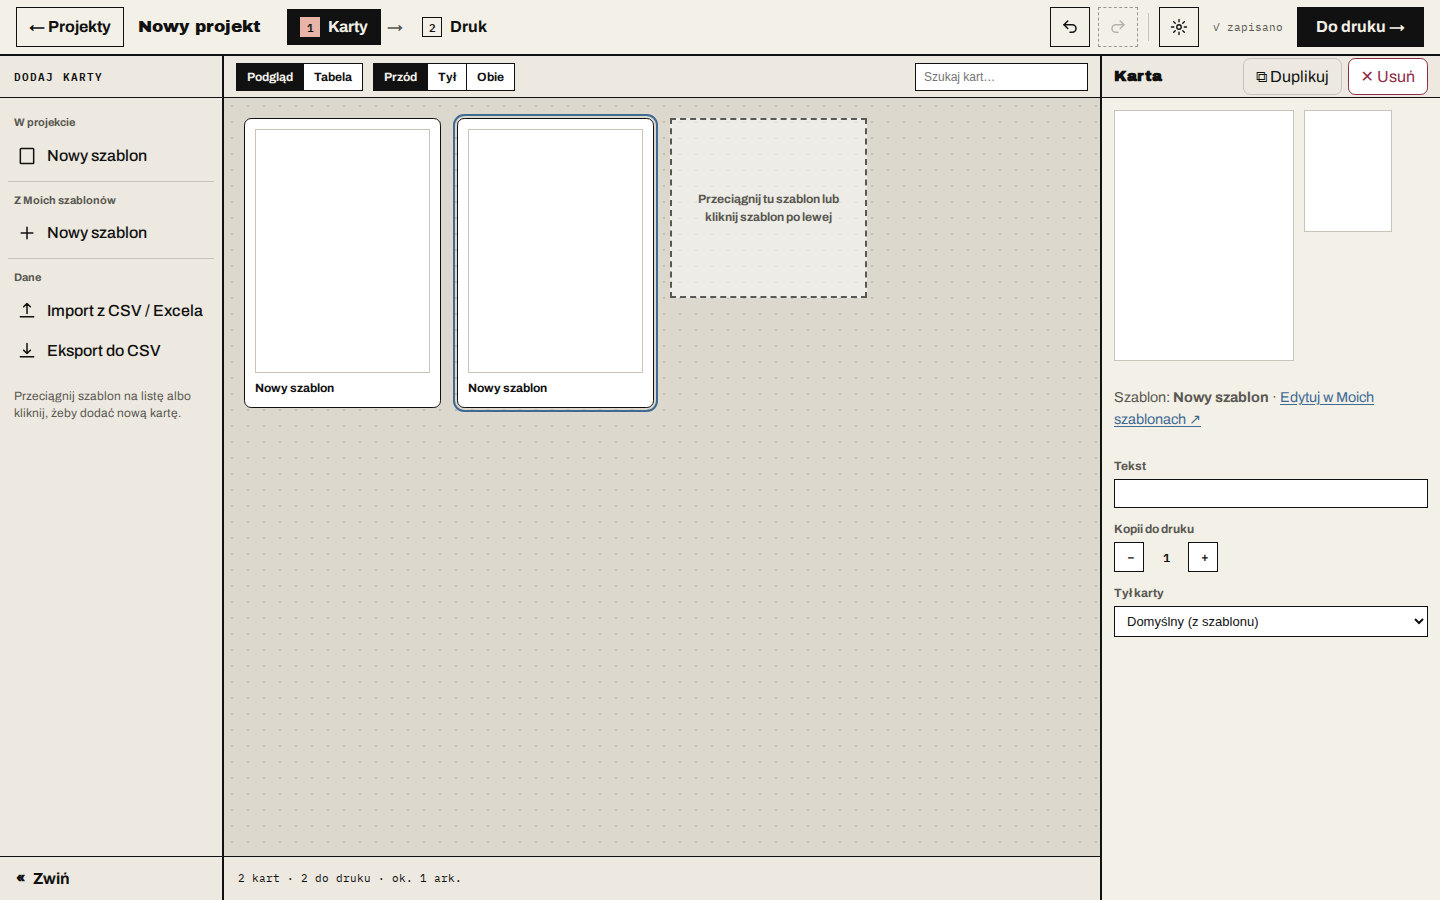 ← Projekty
Nowy projekt
1 Karty → 2 Druk
√ zapisano
Do druku →
DODAJ KARTY
W projekcie
Nowy szablon
Z Moich szablonów
Nowy szablon
Dane
Import z CSV / Excela
Eksport do CSV
Przeciągnij szablon na listę albo
kliknij, żeby dodać nową kartę.
« Zwiń
Podgląd Tabela
Przód Tył Obie
Szukaj kart…
Nowy szablon
Nowy szablon
Przeciągnij tu szablon lub
kliknij szablon po lewej
2 kart · 2 do druku · ok. 1 ark.
Karta
⧉ Duplikuj
✕ Usuń
Szablon: Nowy szablon · Edytuj w Moich
szablonach ↗
Tekst
Kopii do druku
− 1 +
Tył karty
Domyślny (z szablonu)